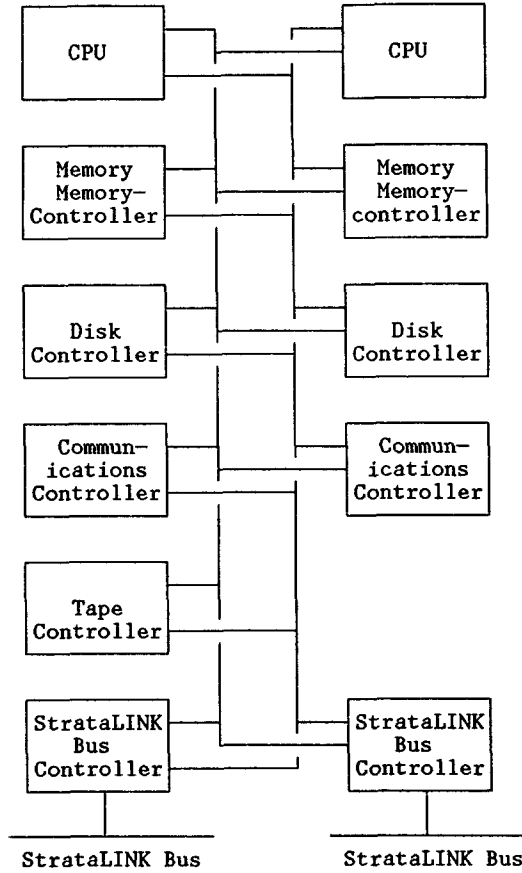 CPU
CPU
Memory
Memory—
Controller
Memory
Memory—
controller
Disk
Controller
Disk
Controller
Commun—
ications
Controller
Commun—
ications
Controller
Tape
Controller
StrataLINK
Bus
Controller
StrataLINK
Bus
Controller
StrataLINK Bus
StrataLINK Bus